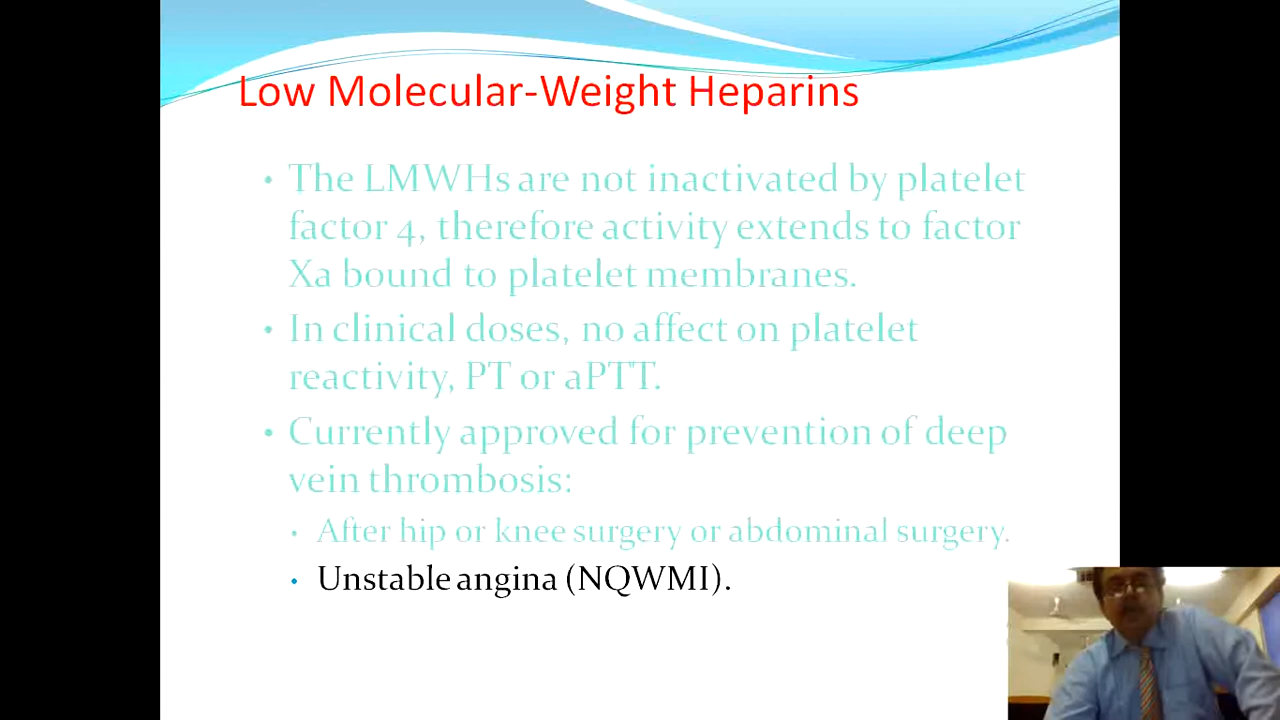 Low Molecular-Weight Heparins
• The LMWHs are not inactivated by platelet
factor 4, therefore activity extends to factor
Xa bound to platelet membranes.
• In clinical doses, no affect on platelet
reactivity, PT or aPTT.
• Currently approved for prevention of deep
vein thrombosis:
• After hip or knee surgery or abdominal surgery.
• Unstable angina (NQWMI).